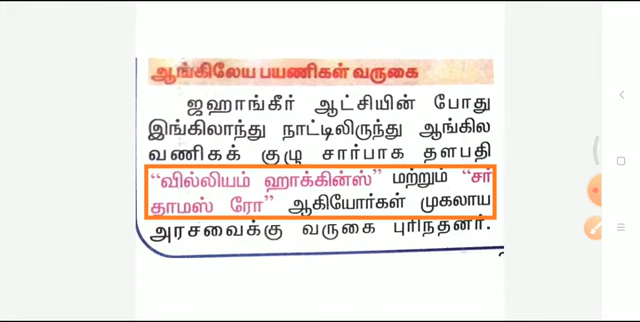 ஆங்கிலேய பயணிகள் வருகை
ஜஹாங்கீர் ஆட்சியின் போது
இங்கிலாந்து நாட்டிலிருந்து ஆங்கில
வணிகக் குழு சார்பாக தளபதி
“வில்லியம் ஹாக்கின்ஸ்” மற்றும் “சர்
தாமஸ் ரோ” ஆகியோர்கள் முகலாய
அரசவைக்கு வருகை புரிந்தனர்.